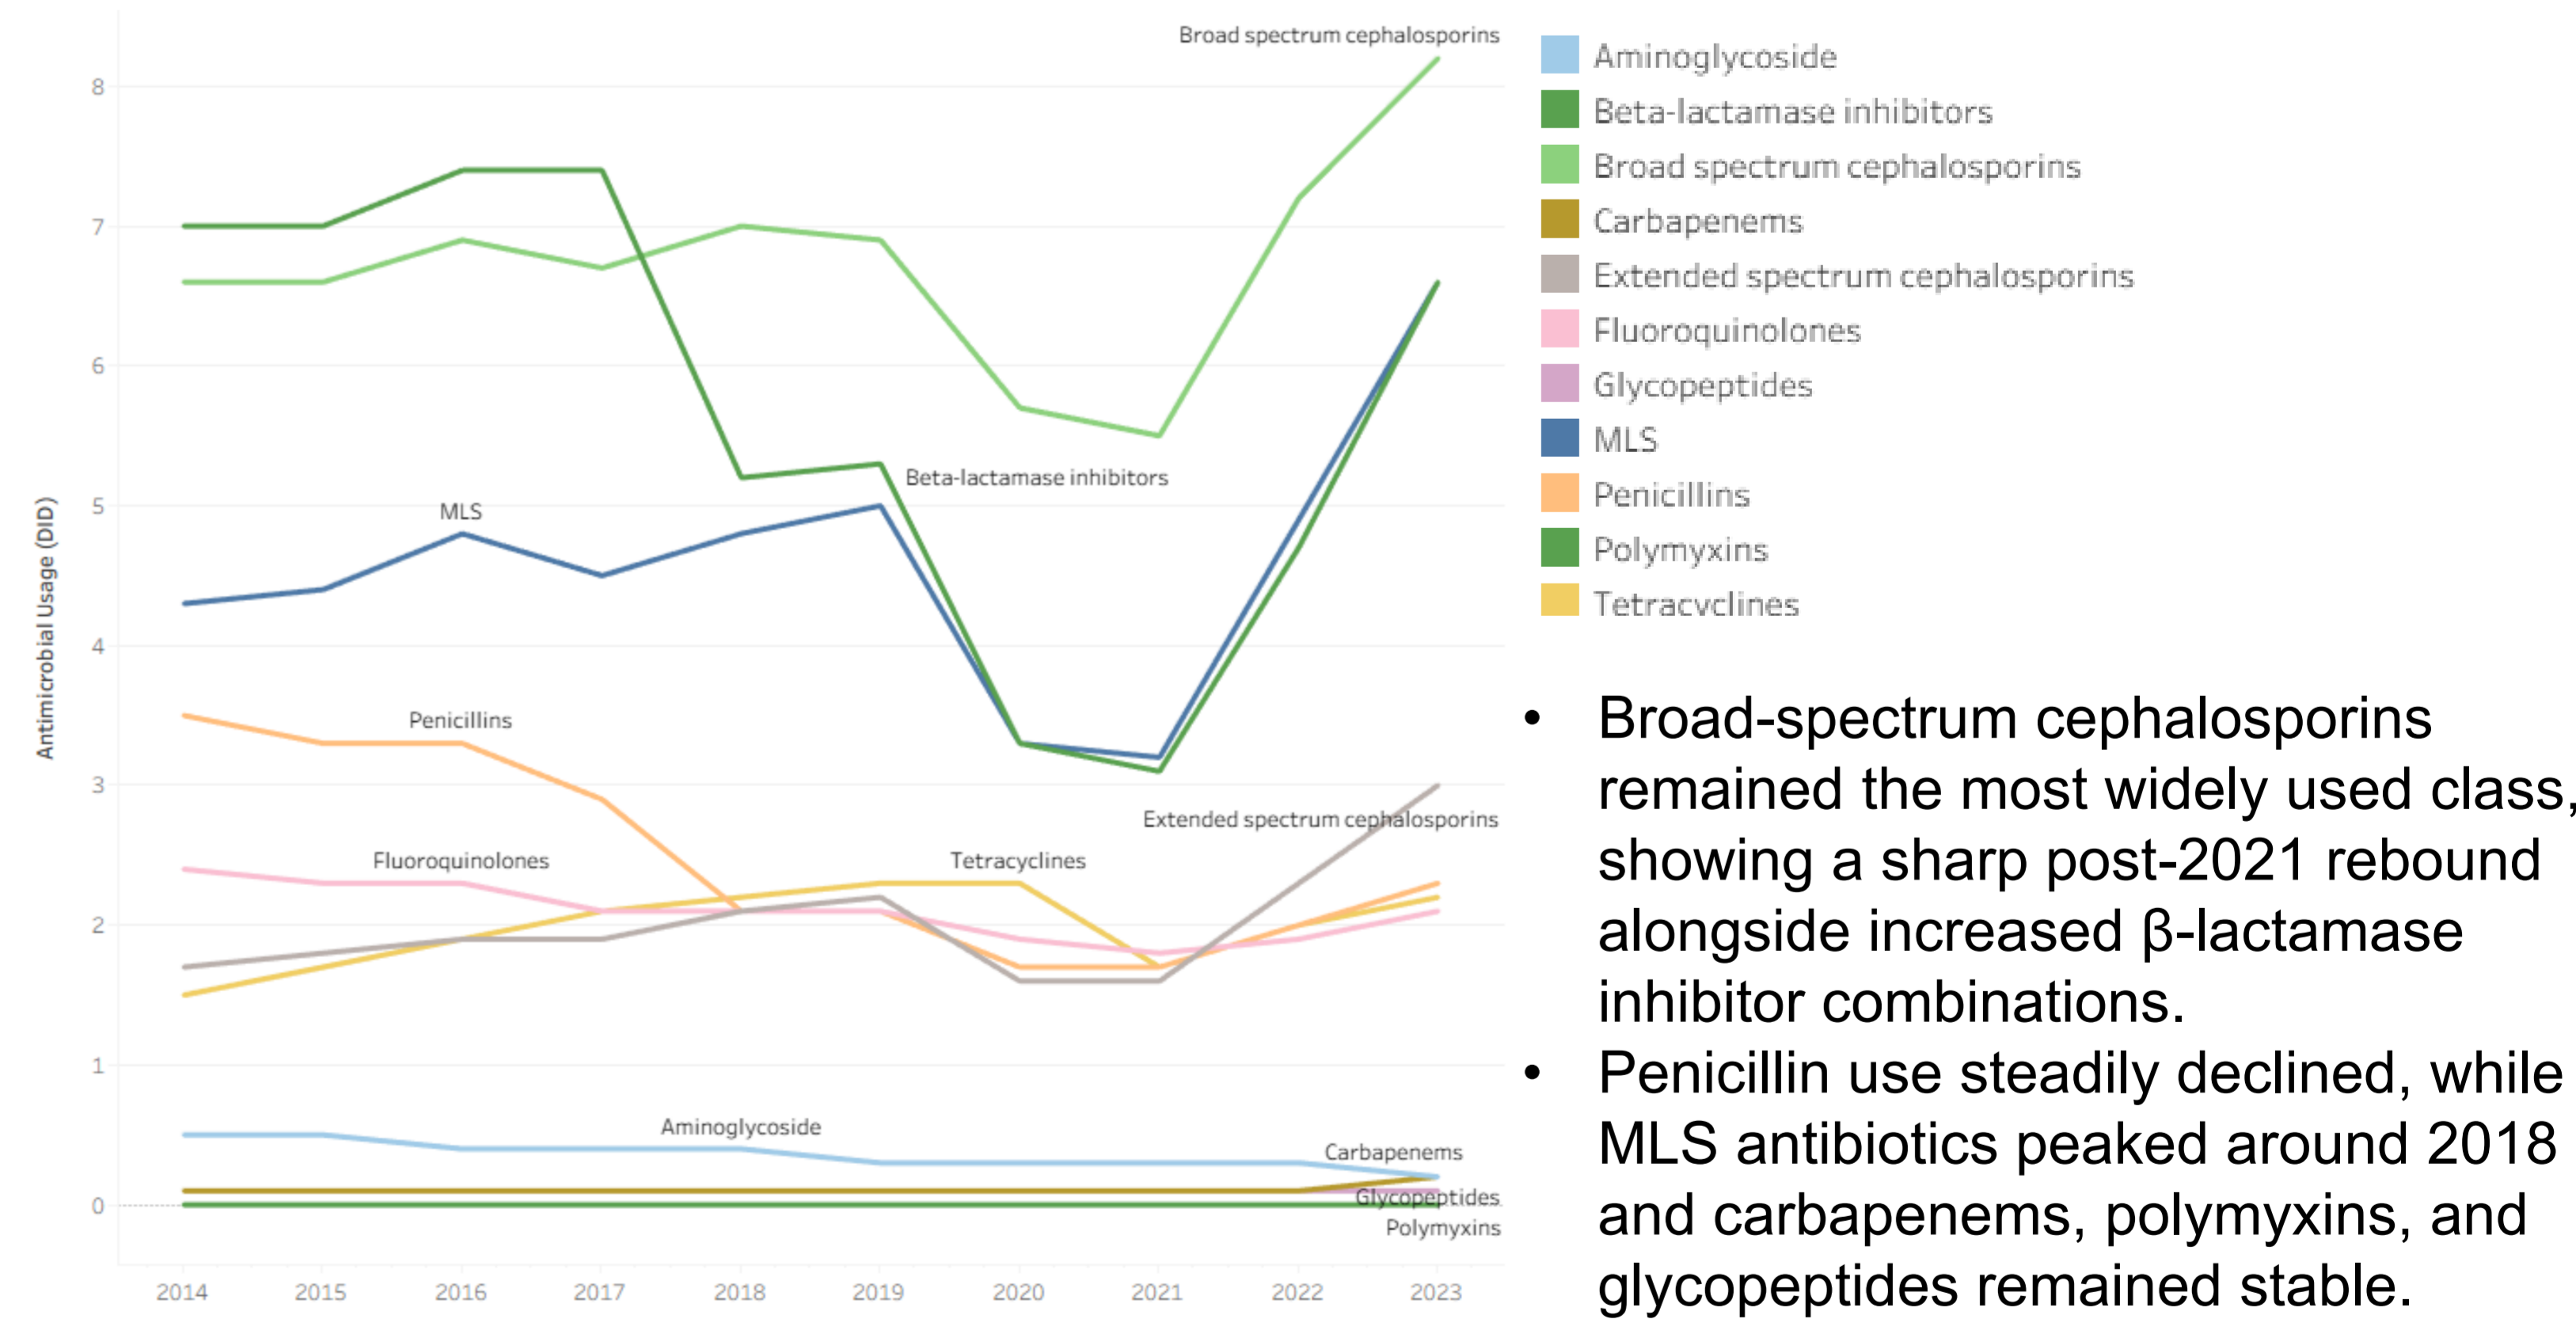 Broad spectrum cephalosporins
8
7
6
5
4
3
2
1
0
Antimicrobial Usage (DID)
MLS
Beta-lactamase inhibitors
Penicillins
Extended spectrum cephalosporins
Fluoroquinolones
Tetracyclines
Aminoglycoside
Carbapenems
Glycopeptides
Polymyxins
2014 2015 2016 2017 2018 2019 2020 2021 2022 2023
Aminoglycoside
Beta-lactamase inhibitors
Broad spectrum cephalosporins
Carbapenems
Extended spectrum cephalosporins
Fluoroquinolones
Glycopeptides
MLS
Penicillins
Polymyxins
Tetracyclines
• Broad-spectrum cephalosporins
remained the most widely used class,
showing a sharp post-2021 rebound
alongside increased β-lactamase
inhibitor combinations.
• Penicillin use steadily declined, while
MLS antibiotics peaked around 2018
and carbapenems, polymyxins, and
glycopeptides remained stable.